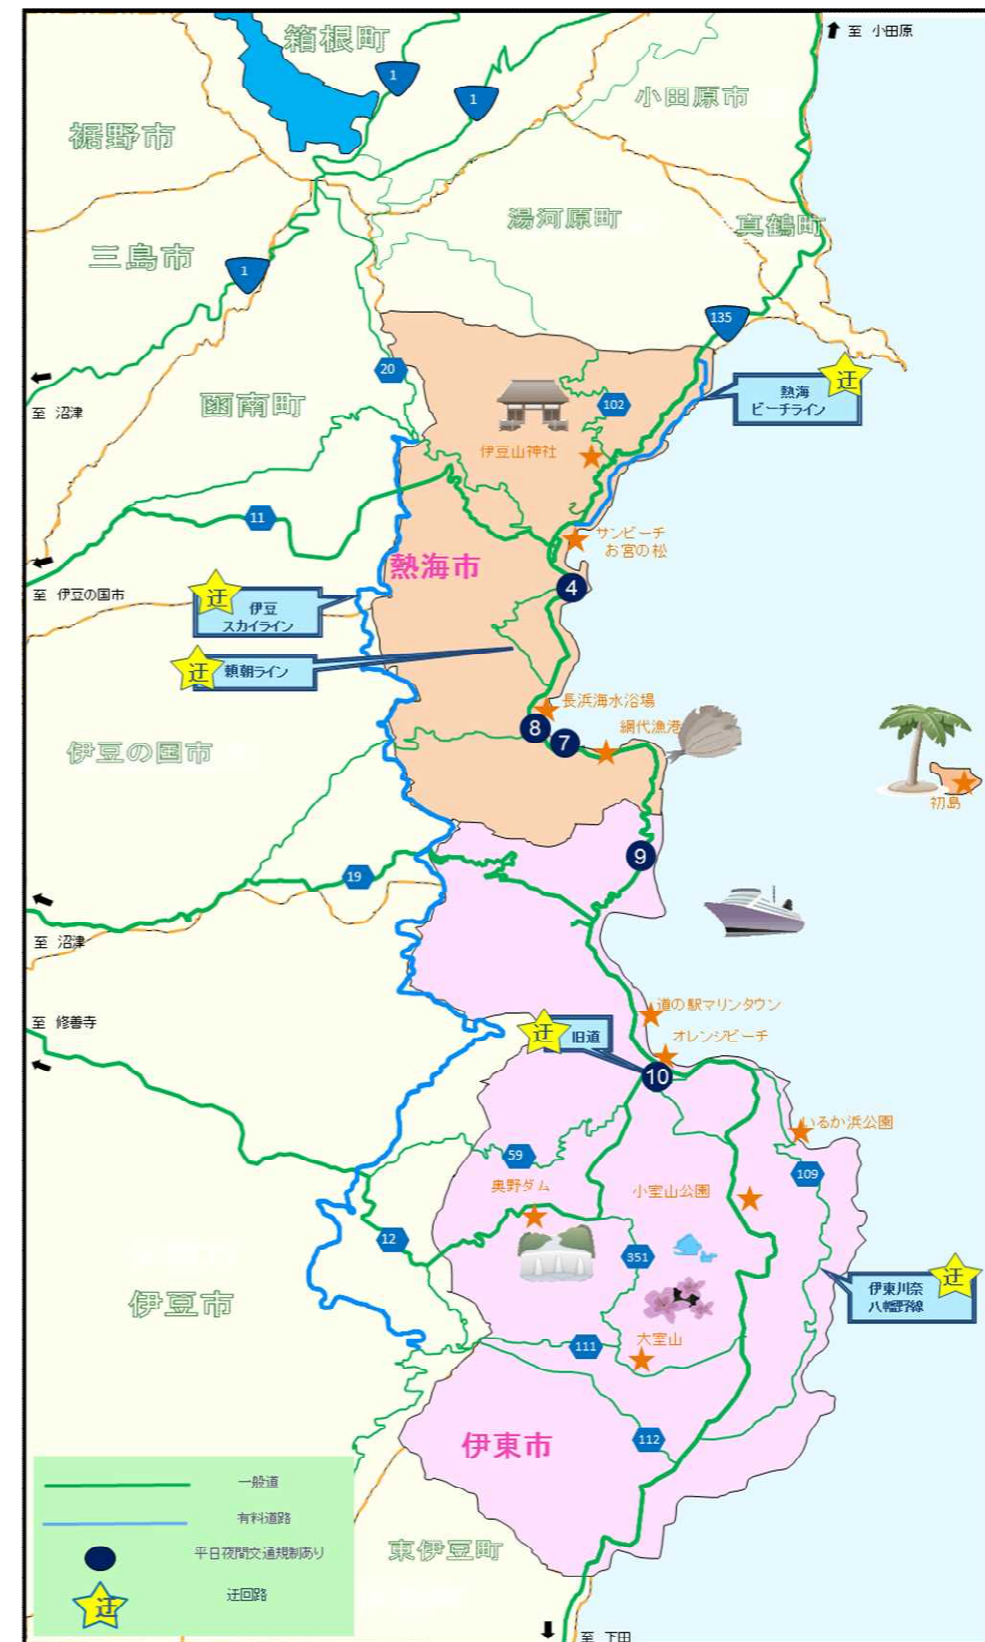 至 小田原
箱根町
1
1
小田原市
裾野市
湯河原町
真鶴町
三島市
1
135
20
迂
熱海
ビーチライン
至 沼津
函南町
102
伊豆山神社
11
サンビーチ
お宮の松
熱海市
4
至 伊豆の国市
迂
伊豆
スカイライン
迂
頼朝ライン
長浜海水浴場
8
7
網代漁港
伊豆の国市
初島
9
19
至 沼津
道の駅マリンタウン
至 修善寺
迂
旧道
オレンジビーチ
10
いるか浜公園
59
109
奥野ダム
小室山公園
12
351
迂
伊東川奈
八幡野線
伊豆市
大室山
111
伊東市
112
一般道
有料道路
平日夜間交通規制あり
迂
迂回路
東伊豆町
至 下田